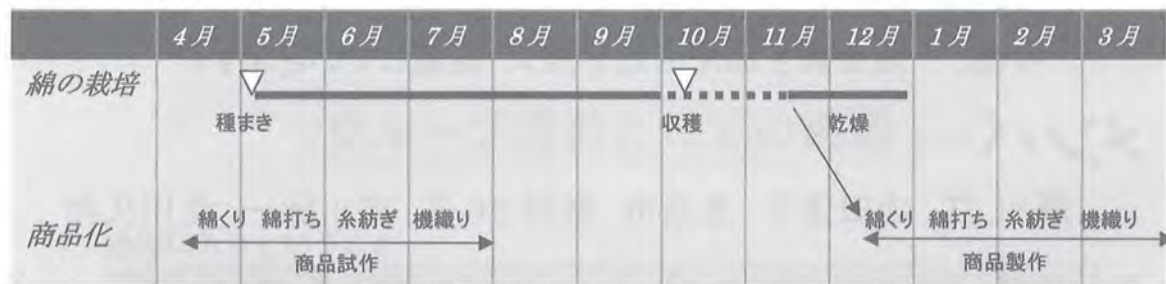 4月 5月 6月 7月 8月 9月 10月 11月 12月 1月 2月 3月
綿の栽培
種まき 収穫 乾燥
商品化 綿くり 綿打ち 糸紡ぎ 機織り 綿くり 綿打ち 糸紡ぎ 機織り
商品試作 商品製作